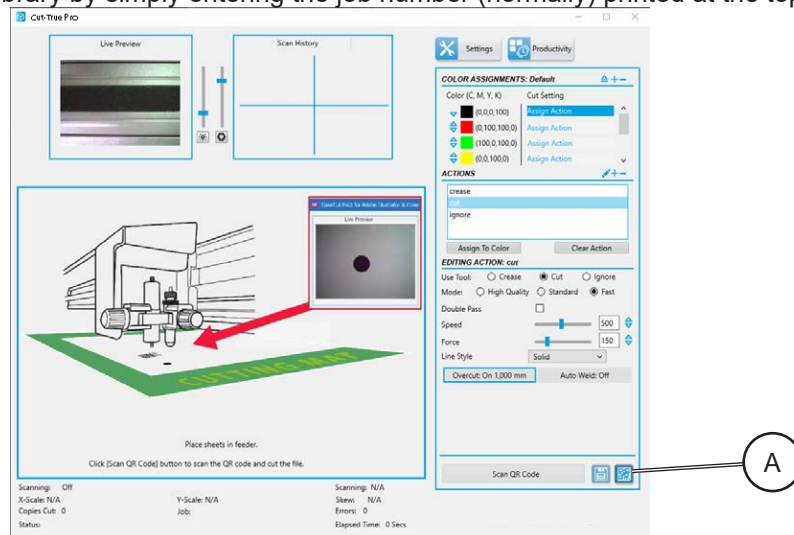 brary by simply entering the job number (normally) printed at the top
Cut-True Pro
Live Preview
Scan History
Settings
Productivity
COLOR ASSIGNMENTS: Default
Color (C, M, Y, K) Cut Setting
(0,0,0,100) Assign Action
(0,100,100,0) Assign Action
(100,0,100,0) Assign Action
(0,0,100,0) Assign Action
ACTIONS
crease
cut
ignore
Assign To Color Clear Action
EDITING ACTION: cut
Use Tool: Crease Cut Ignore
Mode: High Quality Standard Fast
Double Pass
Speed 500
Force 150
Line Style Solid
Overcut: On 1,000 mm Auto Weld: Off
Live Preview
CUTTING MAT
Place sheets in feeder.
Click [Scan QR Code] button to scan the QR code and cut the file.
Scan QR Code
A
Scanning: Off Scanning: N/A
X-Scale: N/A Y-Scale: N/A Skew: N/A
Copies Cut: 0 Job: Errors: 0
Status: Elapsed Time: 0 Secs